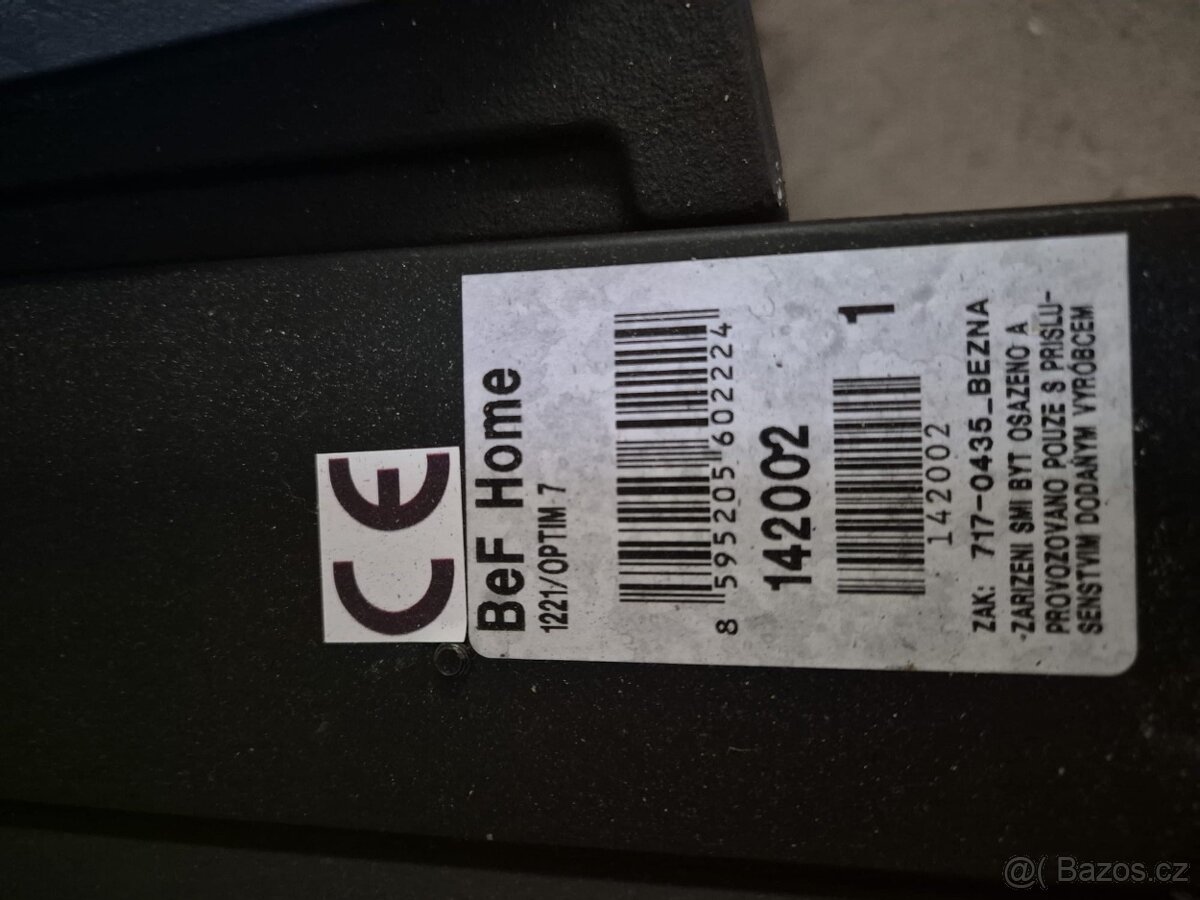 CE
BeF Home
1221/OPTIM 7
8 595205 602224
142002 1
142002
ZAK: 717-0435_BEZNA
-ZARIZENI SMI BYT OSAZENO A
PROVOZOVANO POUZE S PRISLU-
SENSTVIM DODANYM VYROBCEM
@( Bazos.cz